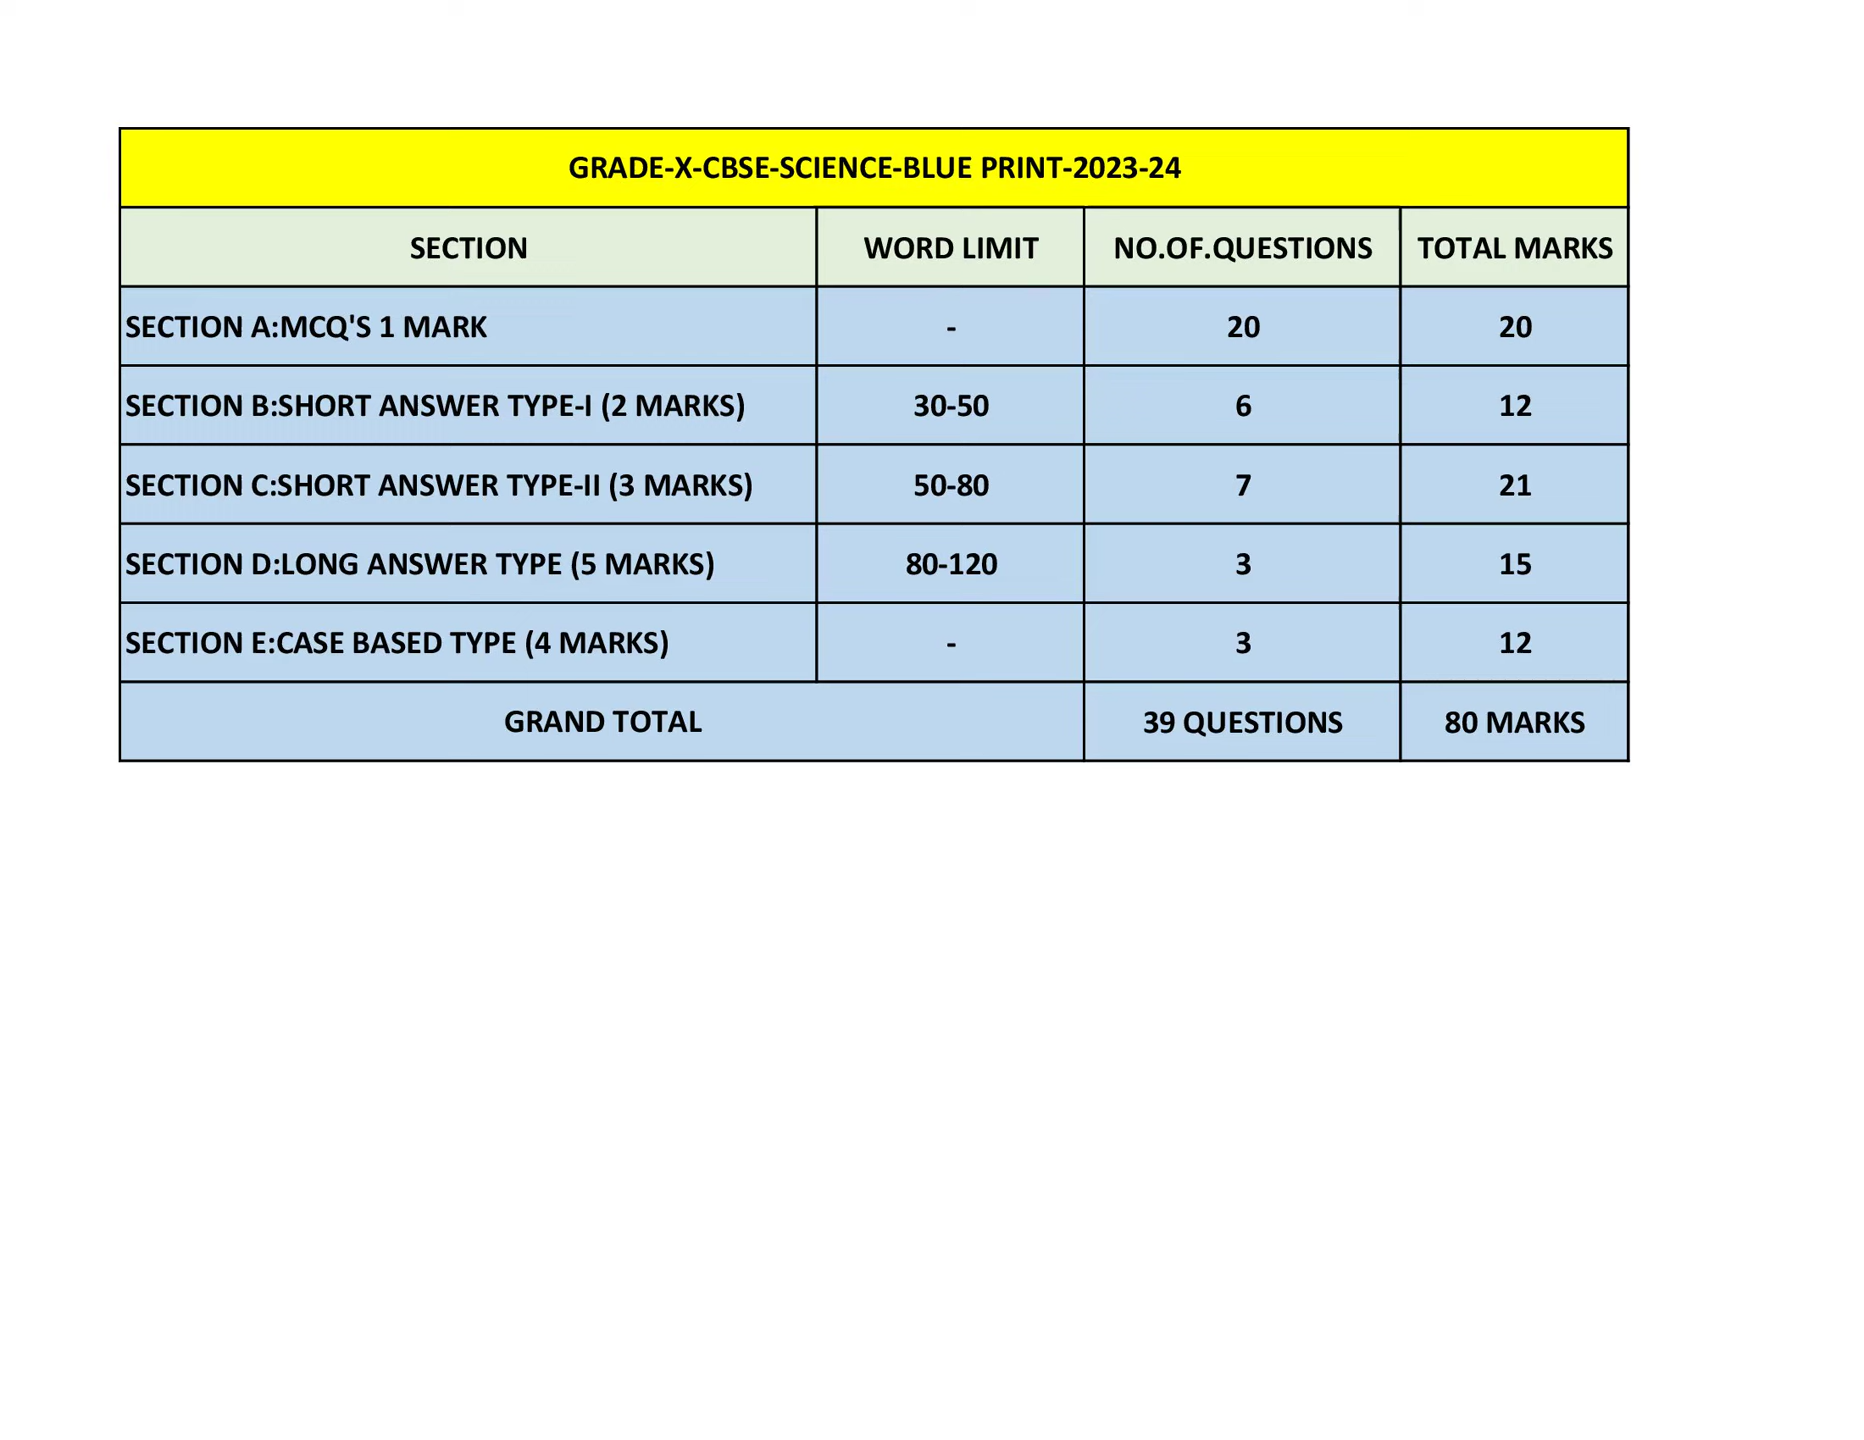 GRADE-X-CBSE-SCIENCE-BLUE PRINT-2023-24
SECTION WORD LIMIT NO.OF.QUESTIONS TOTAL MARKS
SECTION A:MCQ'S 1 MARK - 20 20
SECTION B:SHORT ANSWER TYPE-I (2 MARKS) 30-50 6 12
SECTION C:SHORT ANSWER TYPE-II (3 MARKS) 50-80 7 21
SECTION D:LONG ANSWER TYPE (5 MARKS) 80-120 3 15
SECTION E:CASE BASED TYPE (4 MARKS) - 3 12
GRAND TOTAL 39 QUESTIONS 80 MARKS